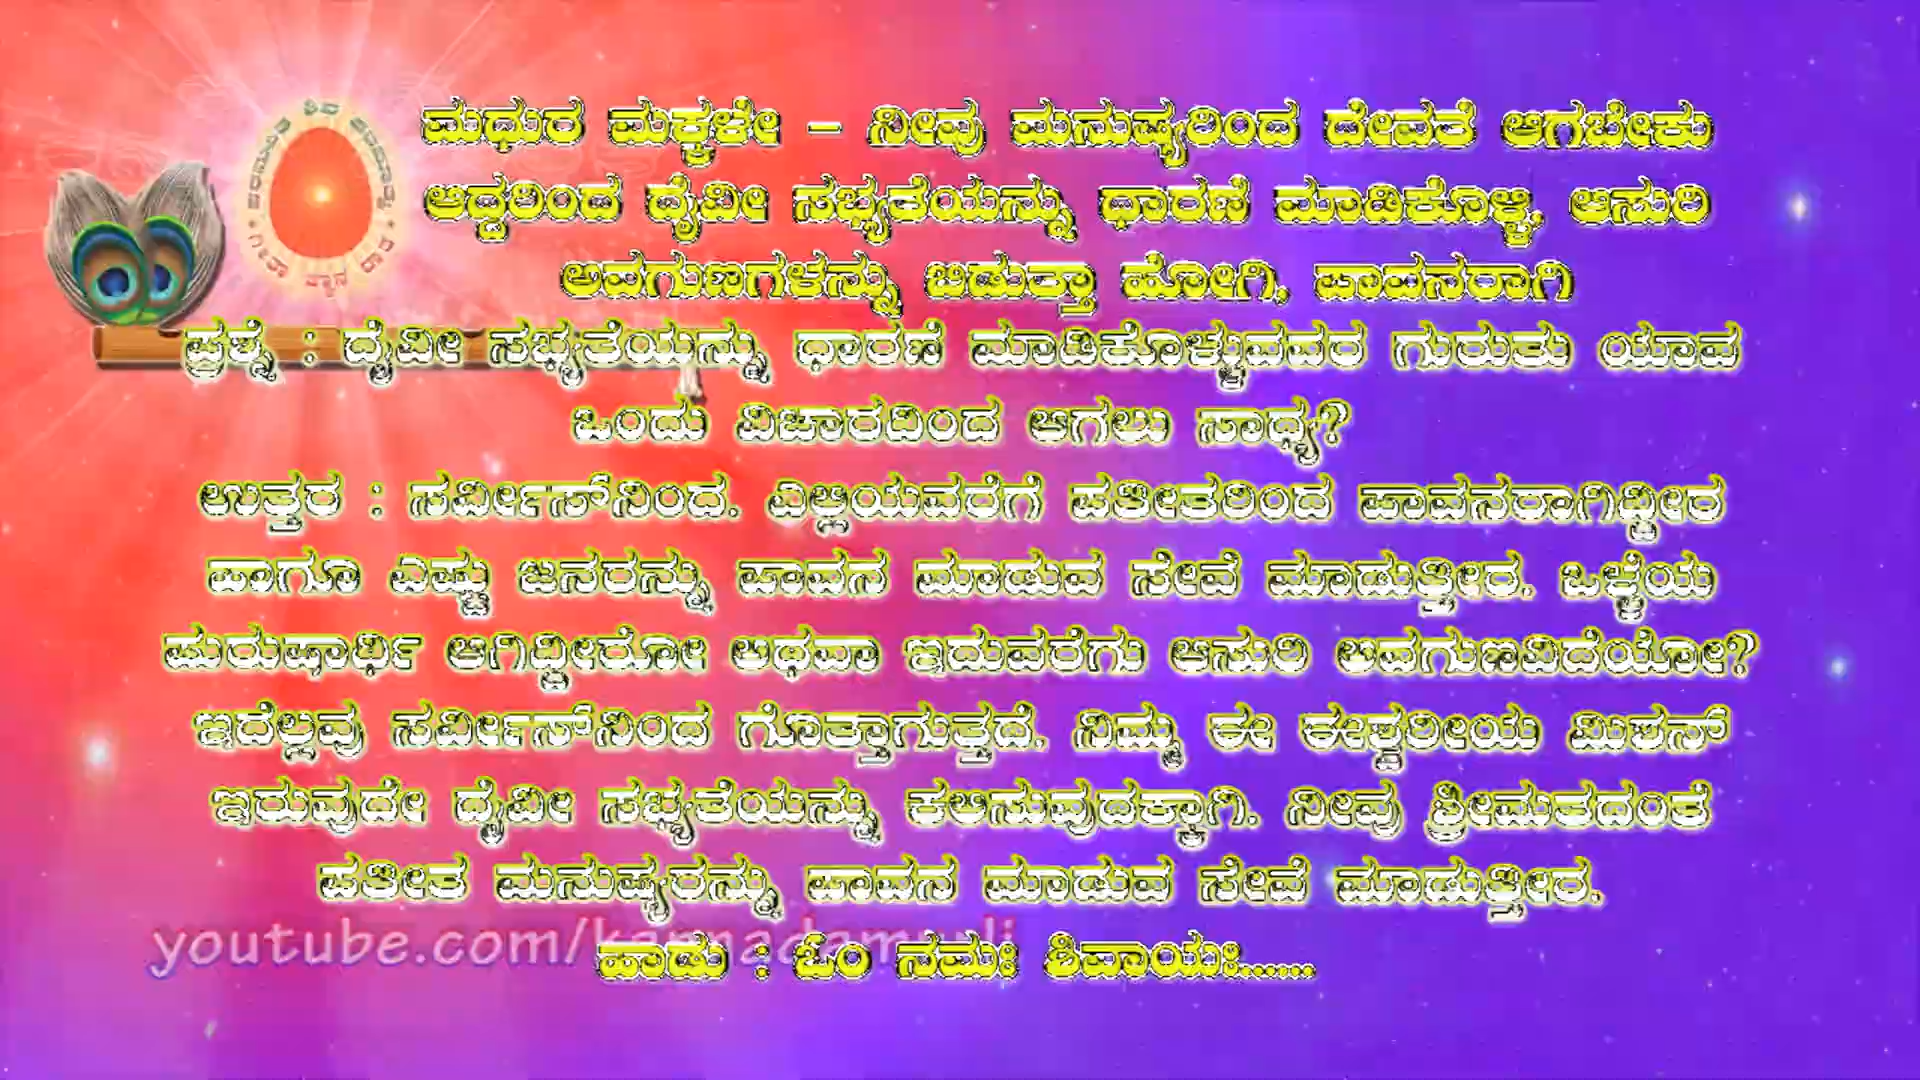 ಶಿವ ಪರಮಾತ್ಮ
ಗೀತಾ ಜ್ಞಾನ ದಾತ
ಮಧುರ ಮಕ್ಕಳೇ – ನೀವು ಮನುಷ್ಯರಿಂದ ದೇವತೆ ಆಗಬೇಕು
ಆದ್ದರಿಂದ ದೈವೀ ಸಭ್ಯತೆಯನ್ನು ಧಾರಣೆ ಮಾಡಿಕೊಳ್ಳಿ, ಆಸುರಿ
ಅವಗುಣಗಳನ್ನು ಬಿಡುತ್ತಾ ಹೋಗಿ, ಪಾವನರಾಗಿ
ಪ್ರಶ್ನೆ : ದೈವೀ ಸಭ್ಯತೆಯನ್ನು ಧಾರಣೆ ಮಾಡಿಕೊಳ್ಳುವವರ ಗುರುತು ಯಾವ
ಒಂದು ವಿಚಾರದಿಂದ ಆಗಲು ಸಾಧ್ಯ?
ಉತ್ತರ : ಸರ್ವೀಸ್‌ನಿಂದ. ಎಲ್ಲಿಯವರೆಗೆ ಪತೀತರಿಂದ ಪಾವನರಾಗಿದ್ದೀರ
ಹಾಗೂ ಎಷ್ಟು ಜನರನ್ನು ಪಾವನ ಮಾಡುವ ಸೇವೆ ಮಾಡುತ್ತೀರ. ಒಳ್ಳೆಯ
ಪುರುಷಾರ್ಥಿ ಆಗಿದ್ದೀರೋ ಅಥವಾ ಇದುವರೆಗು ಆಸುರಿ ಅವಗುಣವಿದೆಯೋ?
ಇದೆಲ್ಲವು ಸರ್ವೀಸ್‌ನಿಂದ ಗೊತ್ತಾಗುತ್ತದೆ. ನಿಮ್ಮ ಈ ಈಶ್ವರೀಯ ಮಿಶನ್
ಇರುವುದೇ ದೈವೀ ಸಭ್ಯತೆಯನ್ನು ಕಲಿಸುವುದಕ್ಕಾಗಿ. ನೀವು ಶ್ರೀಮತದಂತೆ
ಪತೀತ ಮನುಷ್ಯರನ್ನು ಪಾವನ ಮಾಡುವ ಸೇವೆ ಮಾಡುತ್ತೀರ.
ಹಾಡು : ಓಂ ನಮಃ ಶಿವಾಯಃ......
youtube.com/kannadamurli